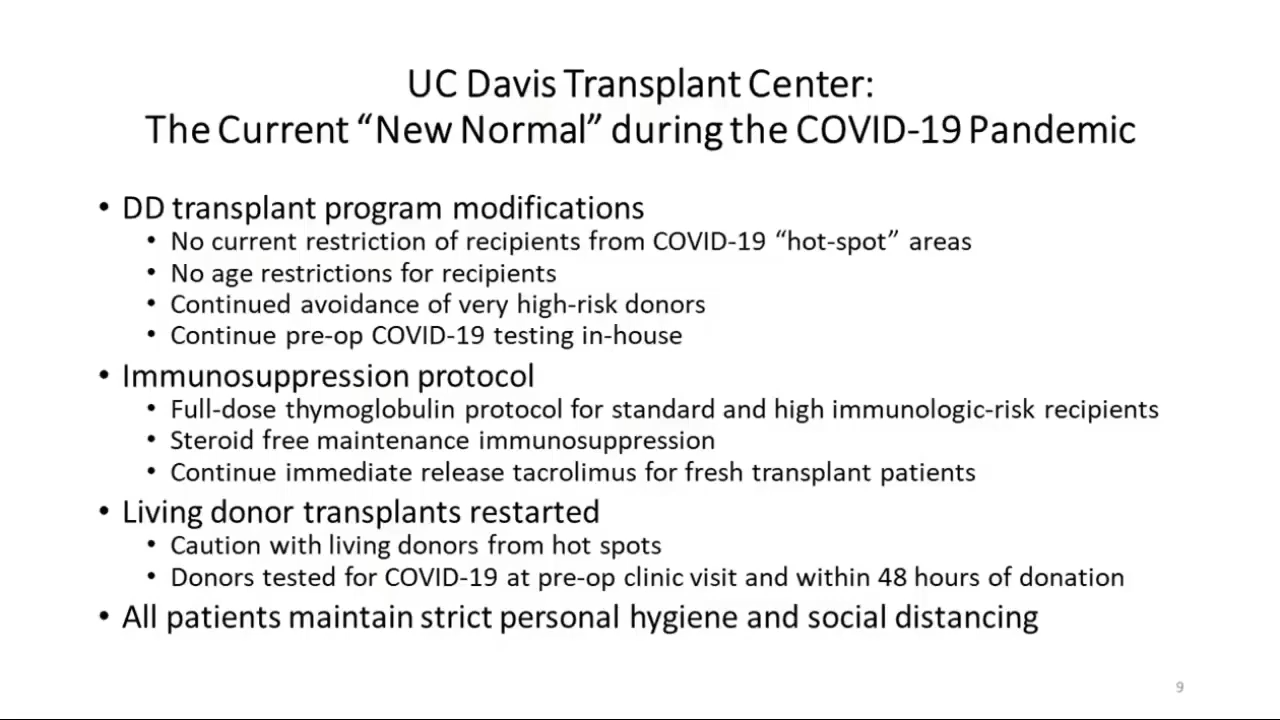 UC Davis Transplant Center:
The Current “New Normal” during the COVID-19 Pandemic
• DD transplant program modifications
• No current restriction of recipients from COVID-19 “hot-spot” areas
• No age restrictions for recipients
• Continued avoidance of very high-risk donors
• Continue pre-op COVID-19 testing in-house
• Immunosuppression protocol
• Full-dose thymoglobulin protocol for standard and high immunologic-risk recipients
• Steroid free maintenance immunosuppression
• Continue immediate release tacrolimus for fresh transplant patients
• Living donor transplants restarted
• Caution with living donors from hot spots
• Donors tested for COVID-19 at pre-op clinic visit and within 48 hours of donation
• All patients maintain strict personal hygiene and social distancing
9